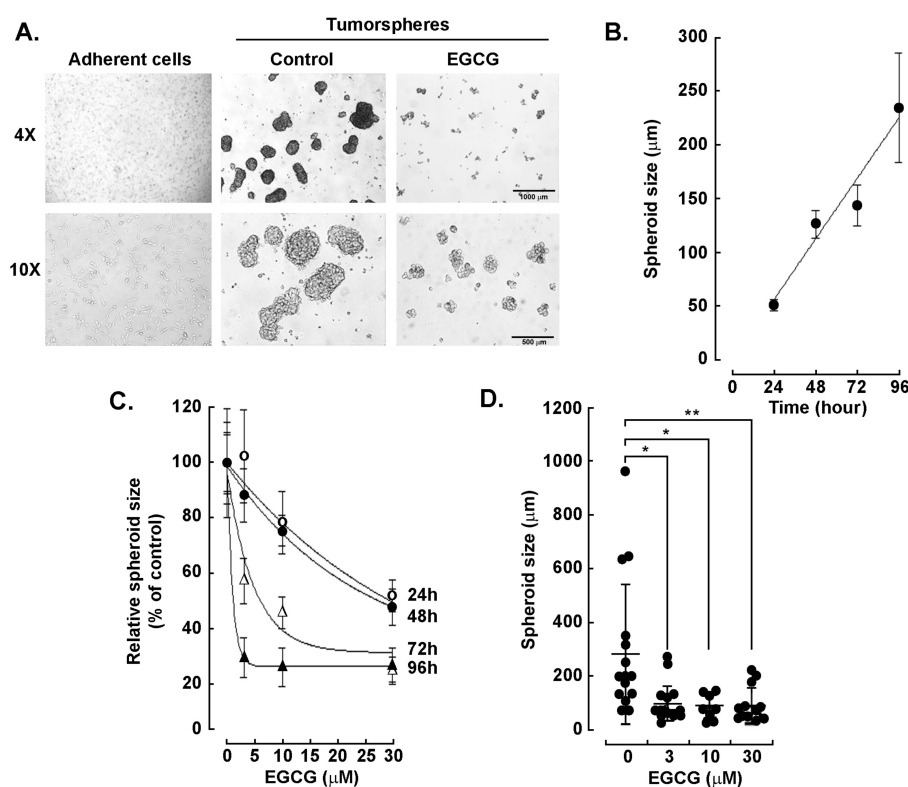 A.
Tumorspheres
Adherent cells
Control
EGCG
4X
1000 μm
10X
500 μm
B.
Spheroid size (μm)
300
250
200
150
100
50
0
0 24 48 72 96
Time (hour)
C.
Relative spheroid size
(% of control)
120
100
80
60
40
20
0
24h
48h
72h
96h
0 5 10 15 20 25 30
EGCG (μM)
D.
Spheroid size (μm)
1200
1000
800
600
400
200
0
**
*
*
0 3 10 30
EGCG (μM)